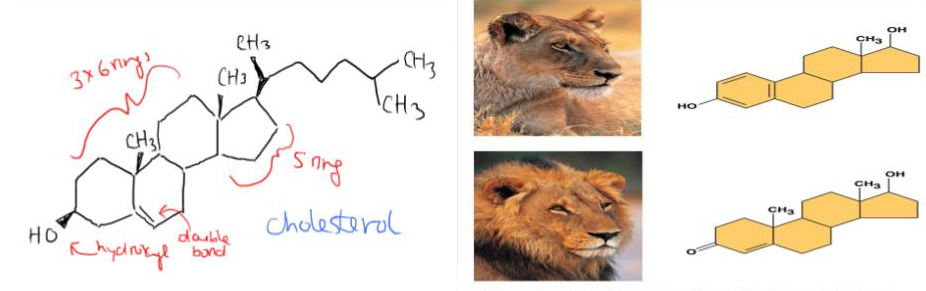 CH3
3x6 rings
CH3
CH3
CH3
CH3
5 ring
HO
hydroxyl
double
bond
cholesterol
OH
CH3
HO
OH
CH3
CH3
O